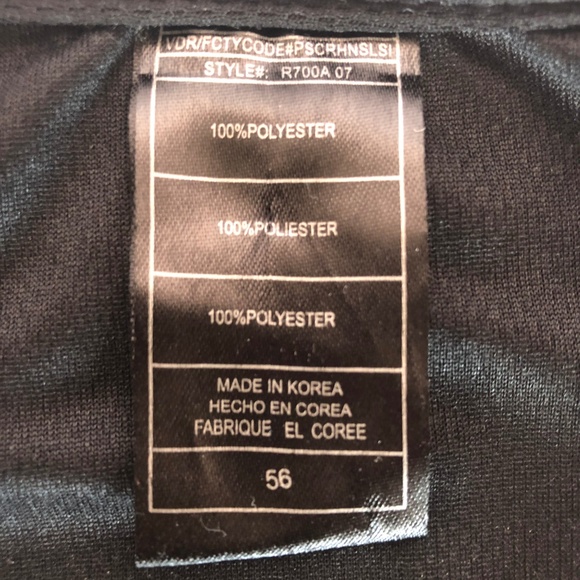 VDR/FCTYCODE#PSCRHNSLSI
STYLE#: R700A 07
100%POLYESTER
100%POLIESTER
100%POLYESTER
MADE IN KOREA
HECHO EN COREA
FABRIQUE EL COREE
56